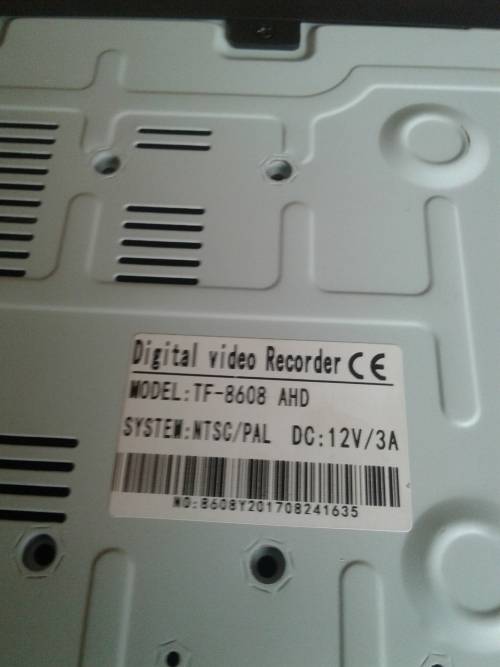 Digital video Recorder CE
MODEL:TF-8608 AHD
SYSTEM:NTSC/PAL DC:12V/3A
NO:8608Y201708241635